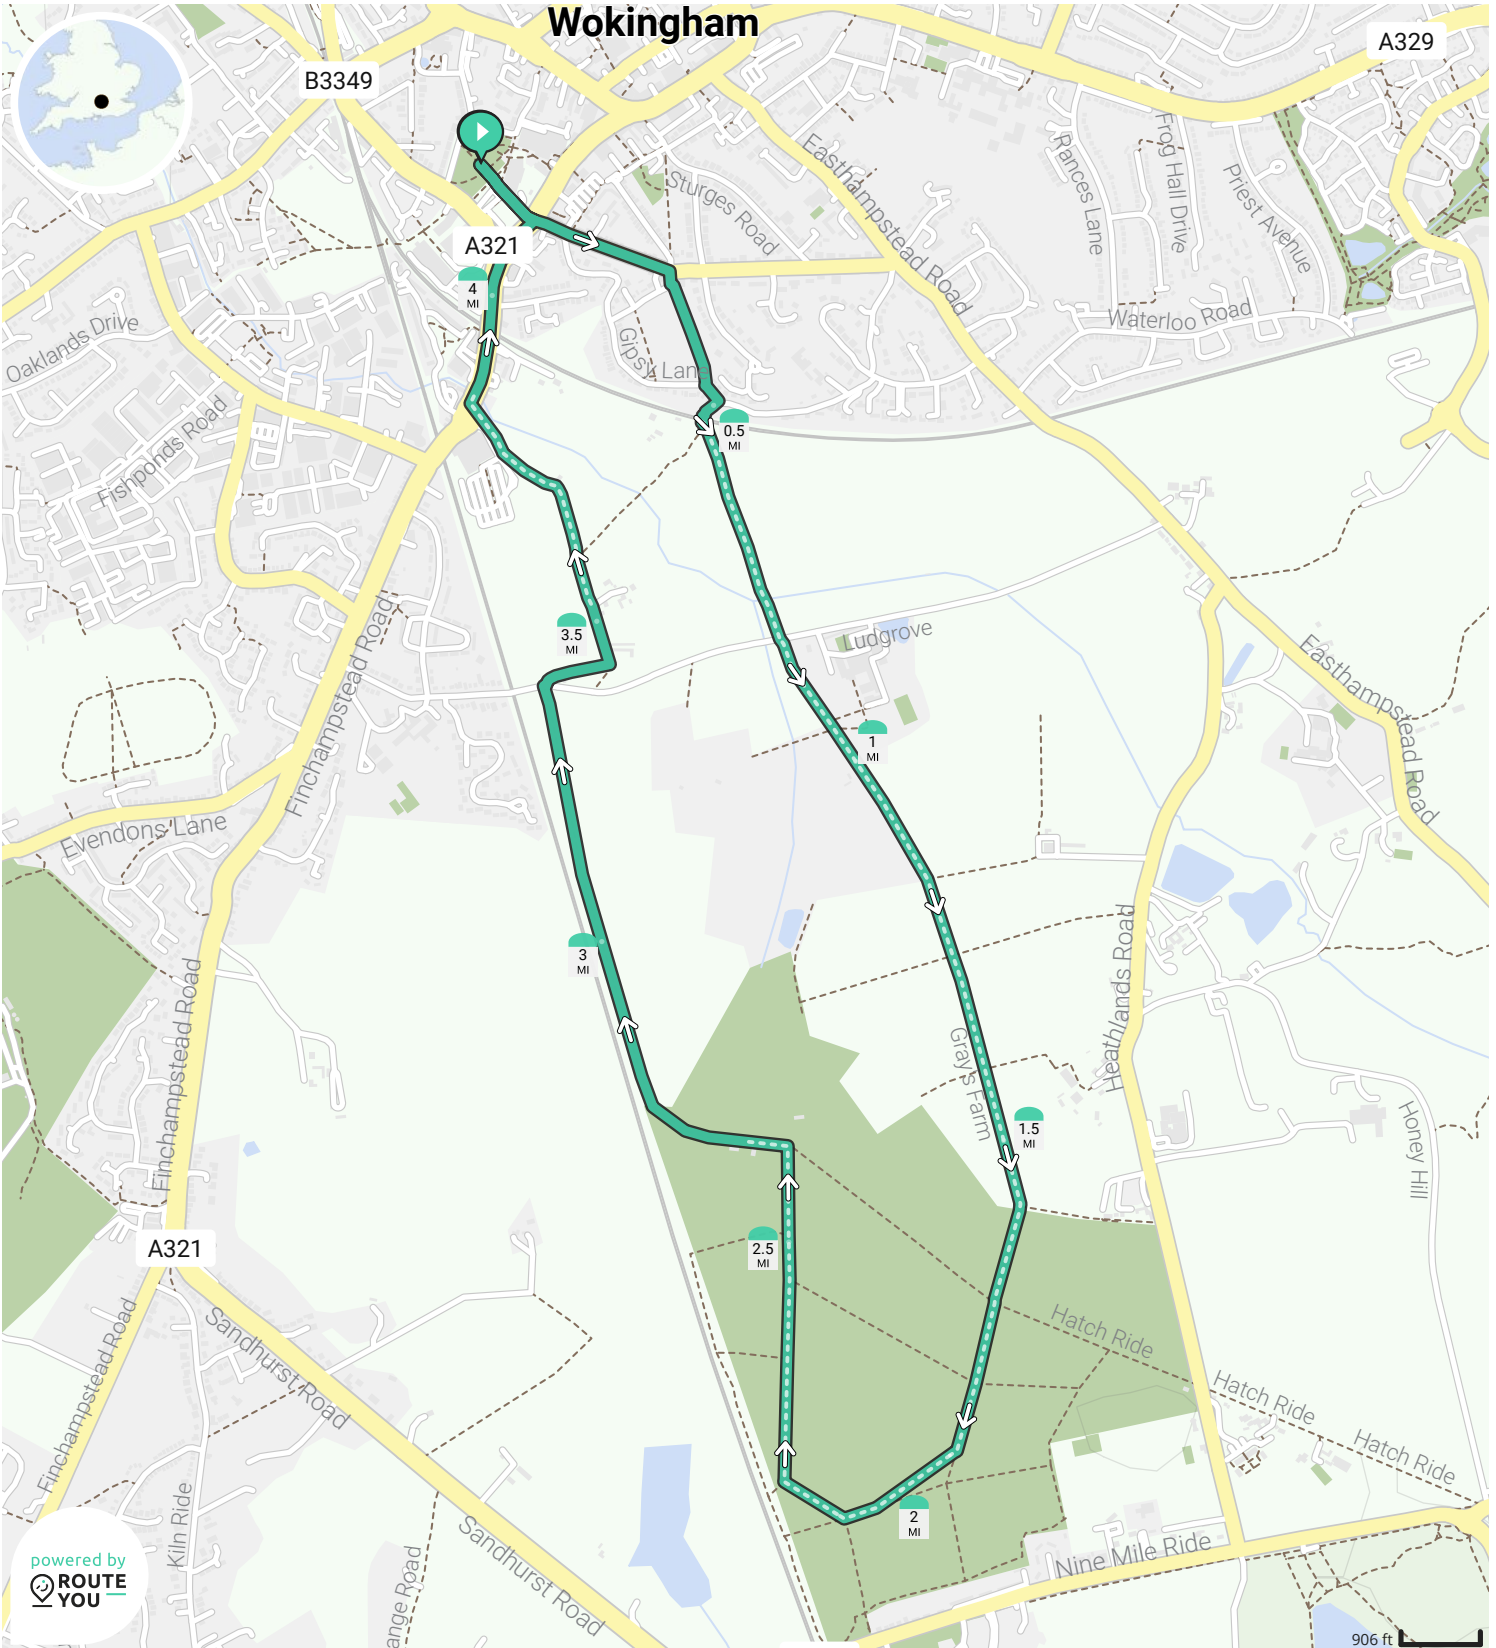 Wokingham
A329
B3349
Easthampstead Road
Rances Lane
Frog Hall Drive
Priest Avenue
Sturges Road
A321
4
MI
Waterloo Road
Oaklands Drive
Gipsy Lane
Fishponds Road
0.5
MI
3.5
MI
Ludgrove
Finchampstead Road
Easthampstead Road
1
MI
Evendons Lane
3
MI
Finchampstead Road
Heathlands Road
Gray's Farm
1.5
MI
Honey Hill
A321
2.5
MI
Hatch Ride
Sandhurst Road
Finchampstead Road
Hatch Ride
Hatch Ride
Kiln Ride
2
MI
Sandhurst Road
Nine Mile Ride
ange Road
powered by
ROUTE
YOU
906 ft